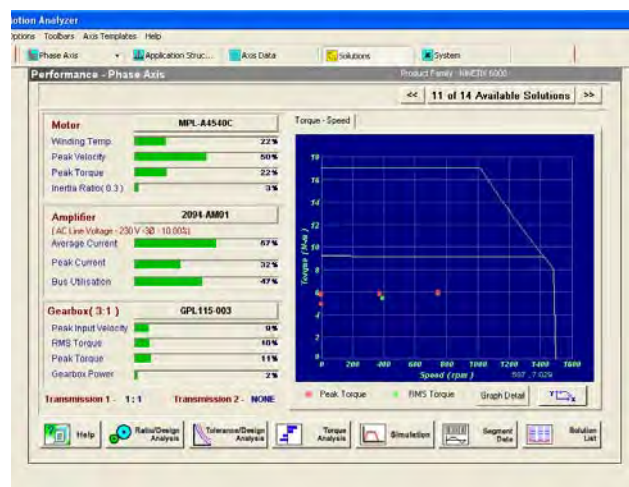 otion Analyzer
ptions Toolbars Axis Templates Help
Phase Axis Application Struc... Axis Data Solutions System
Performance - Phase Axis Product Family: KINETIX 6000
<< 11 of 14 Available Solutions >>
Motor MPL-A4540C
Winding Temp. 22%
Peak Velocity 50%
Peak Torque 22%
Inertia Ratio( 0.3 ) 3%
Amplifier 2094-AM01
( AC Line Voltage - 230 V -3Ø - 10.00%)
Average Current 57%
Peak Current 32%
Bus Utilisation 47%
Gearbox( 3:1 ) GPL115-003
Peak Input Velocity 9%
RMS Torque 10%
Peak Torque 11%
Gearbox Power 2%
Transmission 1 - 1:1 Transmission 2 - NONE
Torque - Speed
Torque (N-m)
18
16
14
12
10
8
6
4
2
0
0 200 400 600 800 1000 1200 1400 1600
Speed (rpm) 597 , 7.029
Peak Torque RMS Torque Graph Detail
Help Ratio/Design Analysis Tolerance/Design Analysis Torque Analysis Simulation Segment Data Solution List